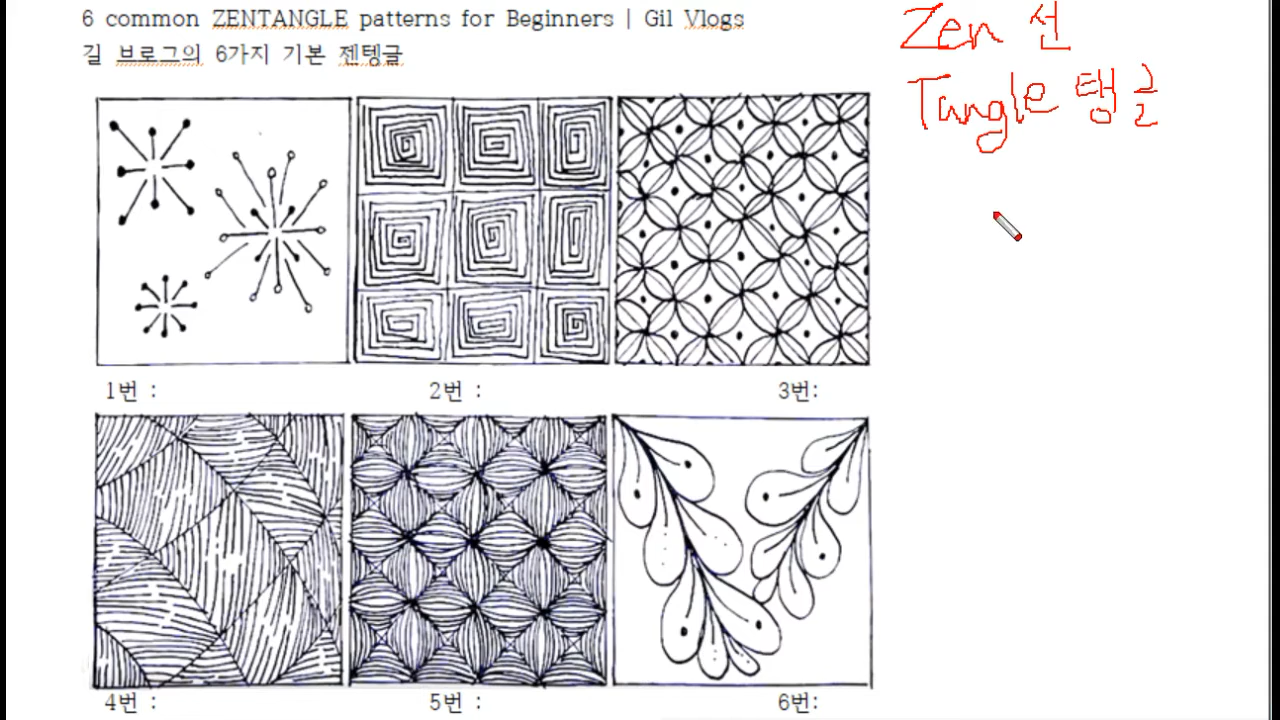 6 common ZENTANGLE patterns for Beginners | Gil Vlogs
길 브로그의 6가지 기본 젠텡글
Zen 선
Tangle 탱글
1번 :
2번 :
3번:
4번 :
5번 :
6번: